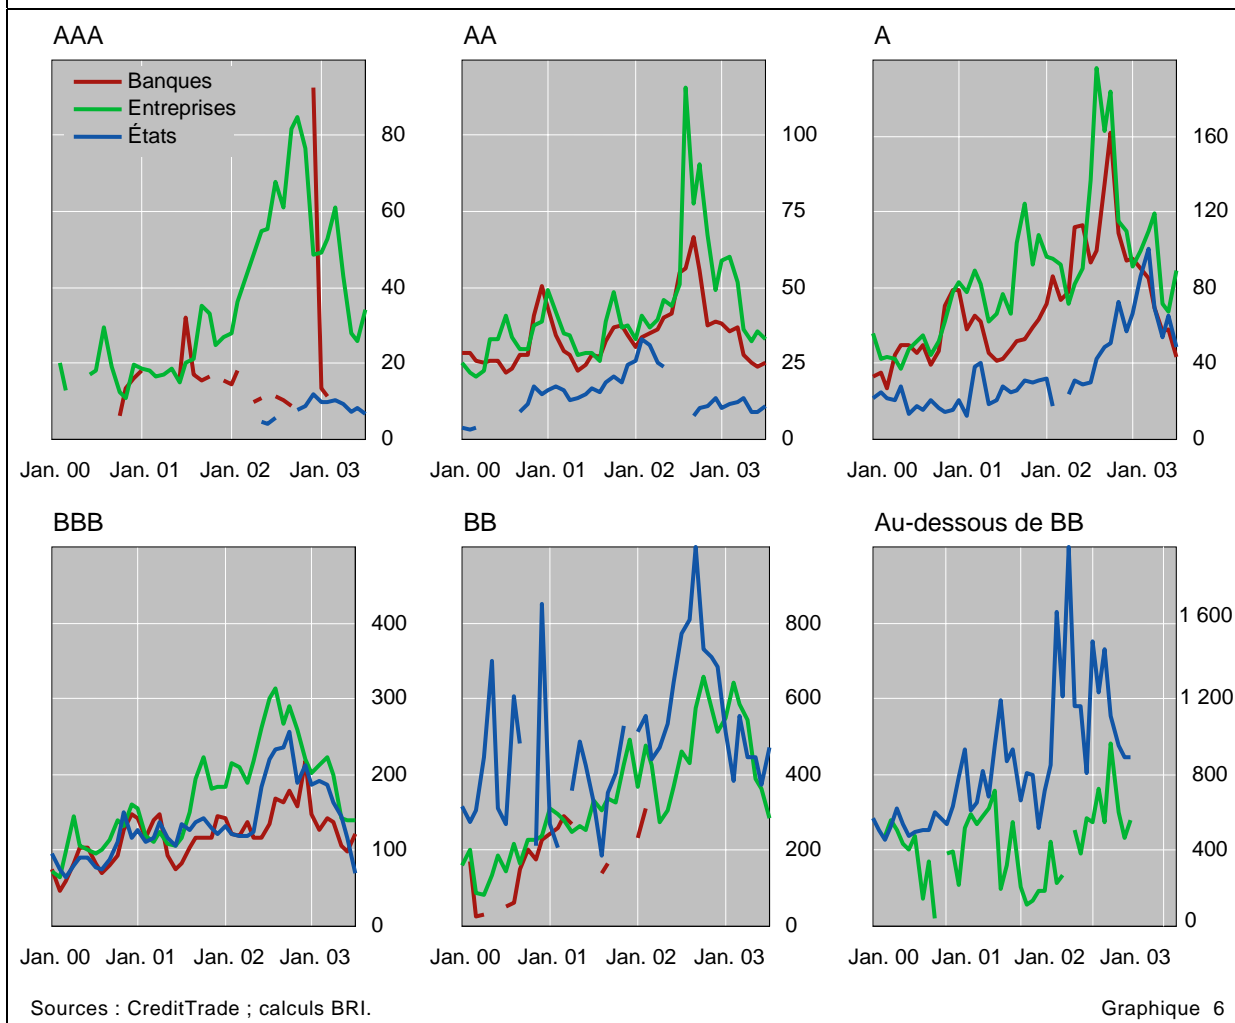 AAA
AA
A
Banques
Entreprises
États
80
60
40
20
0
100
75
50
25
0
160
120
80
40
0
Jan. 00 Jan. 01 Jan. 02 Jan. 03
Jan. 00 Jan. 01 Jan. 02 Jan. 03
Jan. 00 Jan. 01 Jan. 02 Jan. 03
BBB
BB
Au-dessous de BB
400
300
200
100
0
800
600
400
200
0
1 600
1 200
800
400
0
Jan. 00 Jan. 01 Jan. 02 Jan. 03
Jan. 00 Jan. 01 Jan. 02 Jan. 03
Jan. 00 Jan. 01 Jan. 02 Jan. 03
Sources : CreditTrade ; calculs BRI.
Graphique 6